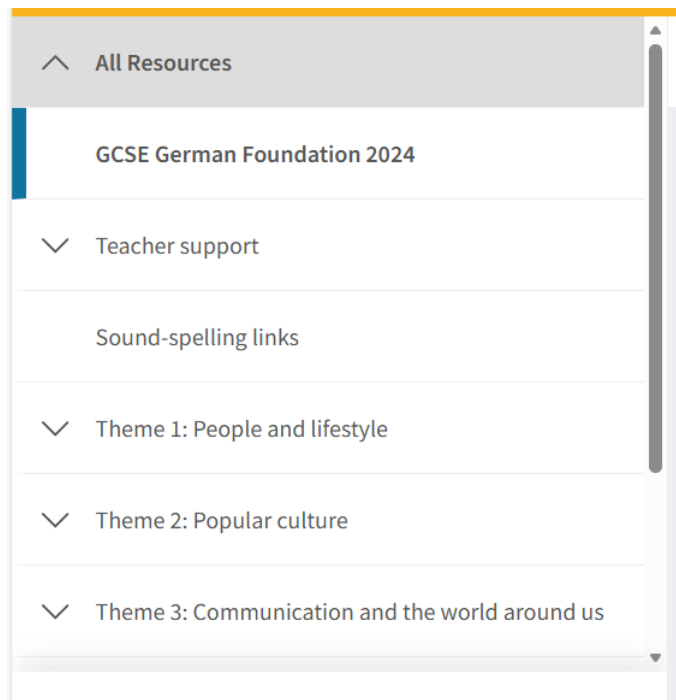 All Resources
GCSE German Foundation 2024
Teacher support
Sound-spelling links
Theme 1: People and lifestyle
Theme 2: Popular culture
Theme 3: Communication and the world around us